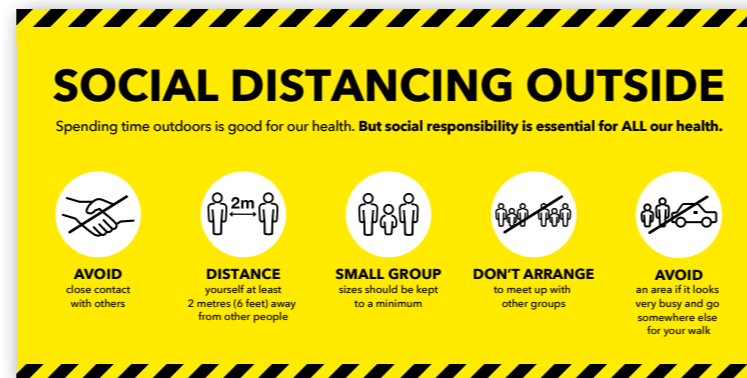 SOCIAL DISTANCING OUTSIDE
Spending time outdoors is good for our health. But social responsibility is essential for ALL our health.
2m
AVOID
close contact
with others
DISTANCE
yourself at least
2 metres (6 feet) away
from other people
SMALL GROUP
sizes should be kept
to a minimum
DON'T ARRANGE
to meet up with
other groups
AVOID
an area if it looks
very busy and go
somewhere else
for your walk